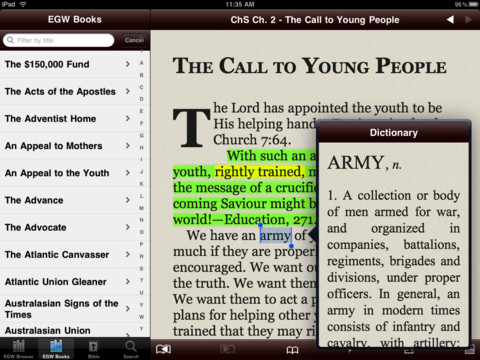 iPad
11:35 AM
EGW Books
Filter by title
Cancel
The $150,000 Fund
The Acts of the Apostles
The Adventist Home
An Appeal to Mothers
An Appeal to the Youth
The Advance
The Advocate
The Atlantic Canvasser
Atlantic Union Gleaner
Australasian Signs of the
Times
Australasian Union
EGW Browse
EGW Books
Bible
Search
ChS Ch. 2 - The Call to Young People
THE CALL TO YOUNG PEOPLE
The Lord has appointed the youth to be
His helping hand
Church 7:64.
With such an a
youth, rightly trained, m
the message of a crucifie
coming Saviour might b
world!—Education, 271.
We have an army of y
much if they are proper
encouraged. We want ou
the truth. We want them
We want them to act a p
plans for helping other y
trained that they may ri
Dictionary
ARMY, n.
1. A collection or body
of men armed for war,
and organized in
companies, battalions,
regiments, brigades and
divisions, under proper
officers. In general, an
army in modern times
consists of infantry and
cavalry, with artillery;